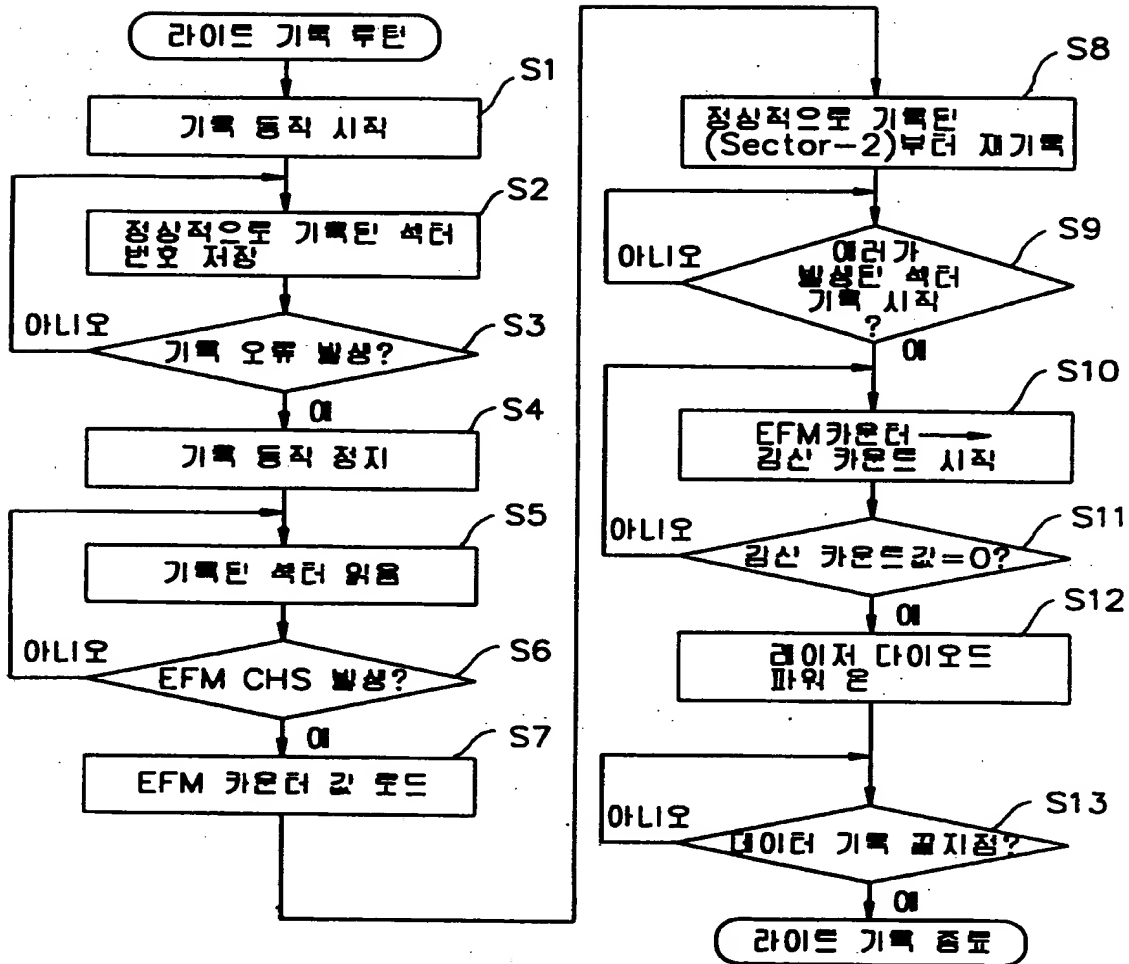 라이트 기록 루틴
S1
기록 동작 시작
S2
정상적으로 기록된 섹터
번호 저장
아니오
S3
기록 오류 발생?
예
S4
기록 동작 정지
S5
기록된 섹터 읽음
아니오
S6
EFM CHS 발생?
예
S7
EFM 카운터 값 로드
S8
정상적으로 기록된
(Sector-2)부터 재기록
S9
아니오
에러가
발생된 섹터
기록 시작
?
예
S10
EFM카운터 →
감산 카운트 시작
아니오
S11
감산 카운트값=0?
예
S12
레이저 다이오드
파워 온
아니오
S13
데이터 기록 끝지점?
예
라이트 기록 종료